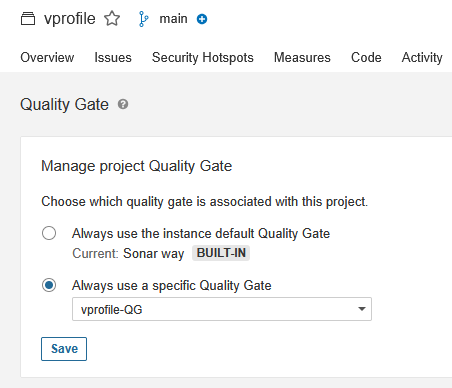 vprofile main
Overview Issues Security Hotspots Measures Code Activity
Quality Gate
Manage project Quality Gate
Choose which quality gate is associated with this project.
Always use the instance default Quality Gate
Current: Sonar way BUILT-IN
Always use a specific Quality Gate
vprofile-QG
Save